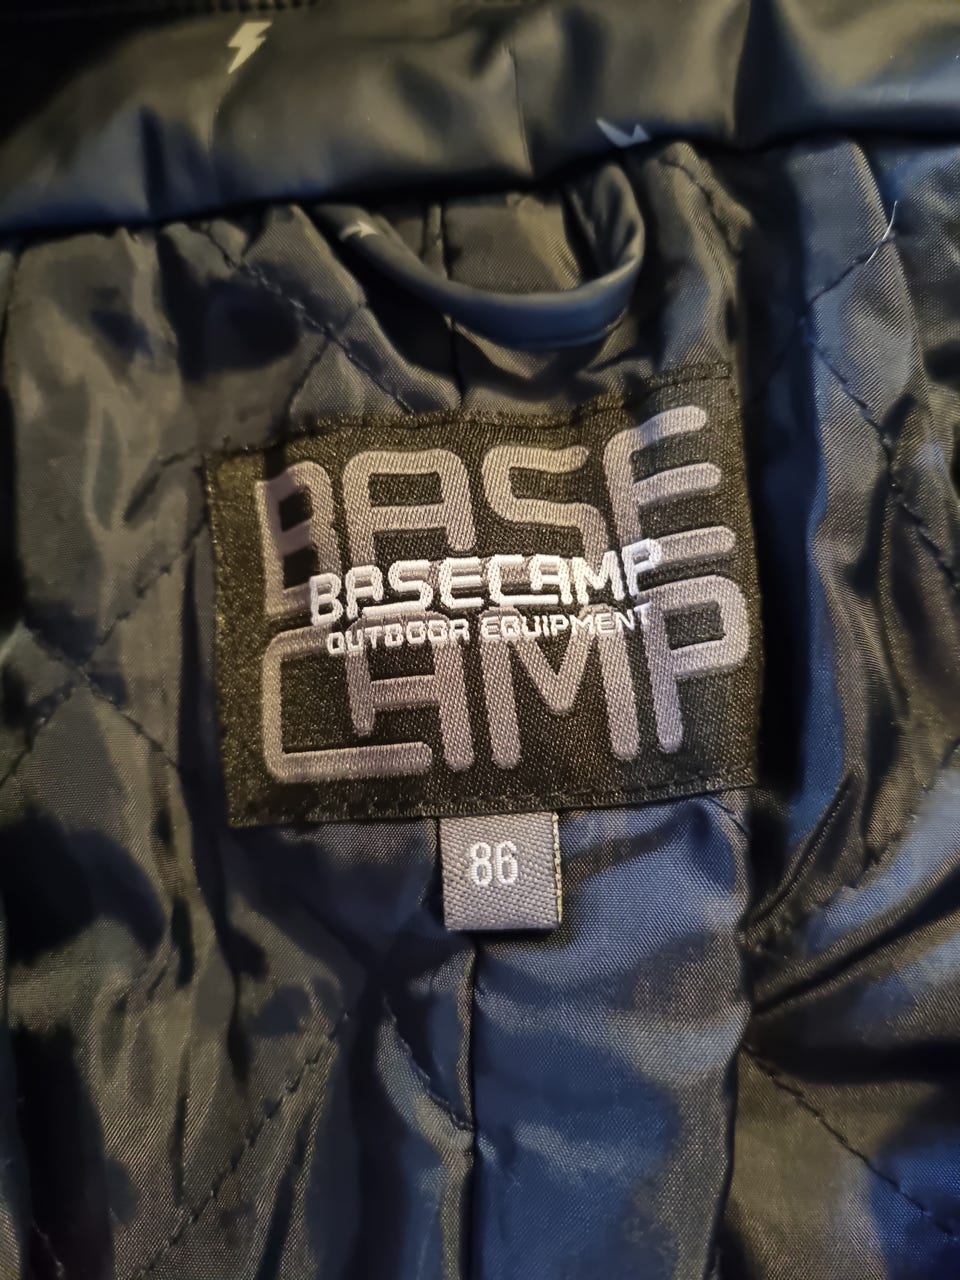 BASE
BASECAMP
OUTDOOR EQUIPMENT
CAMP
86